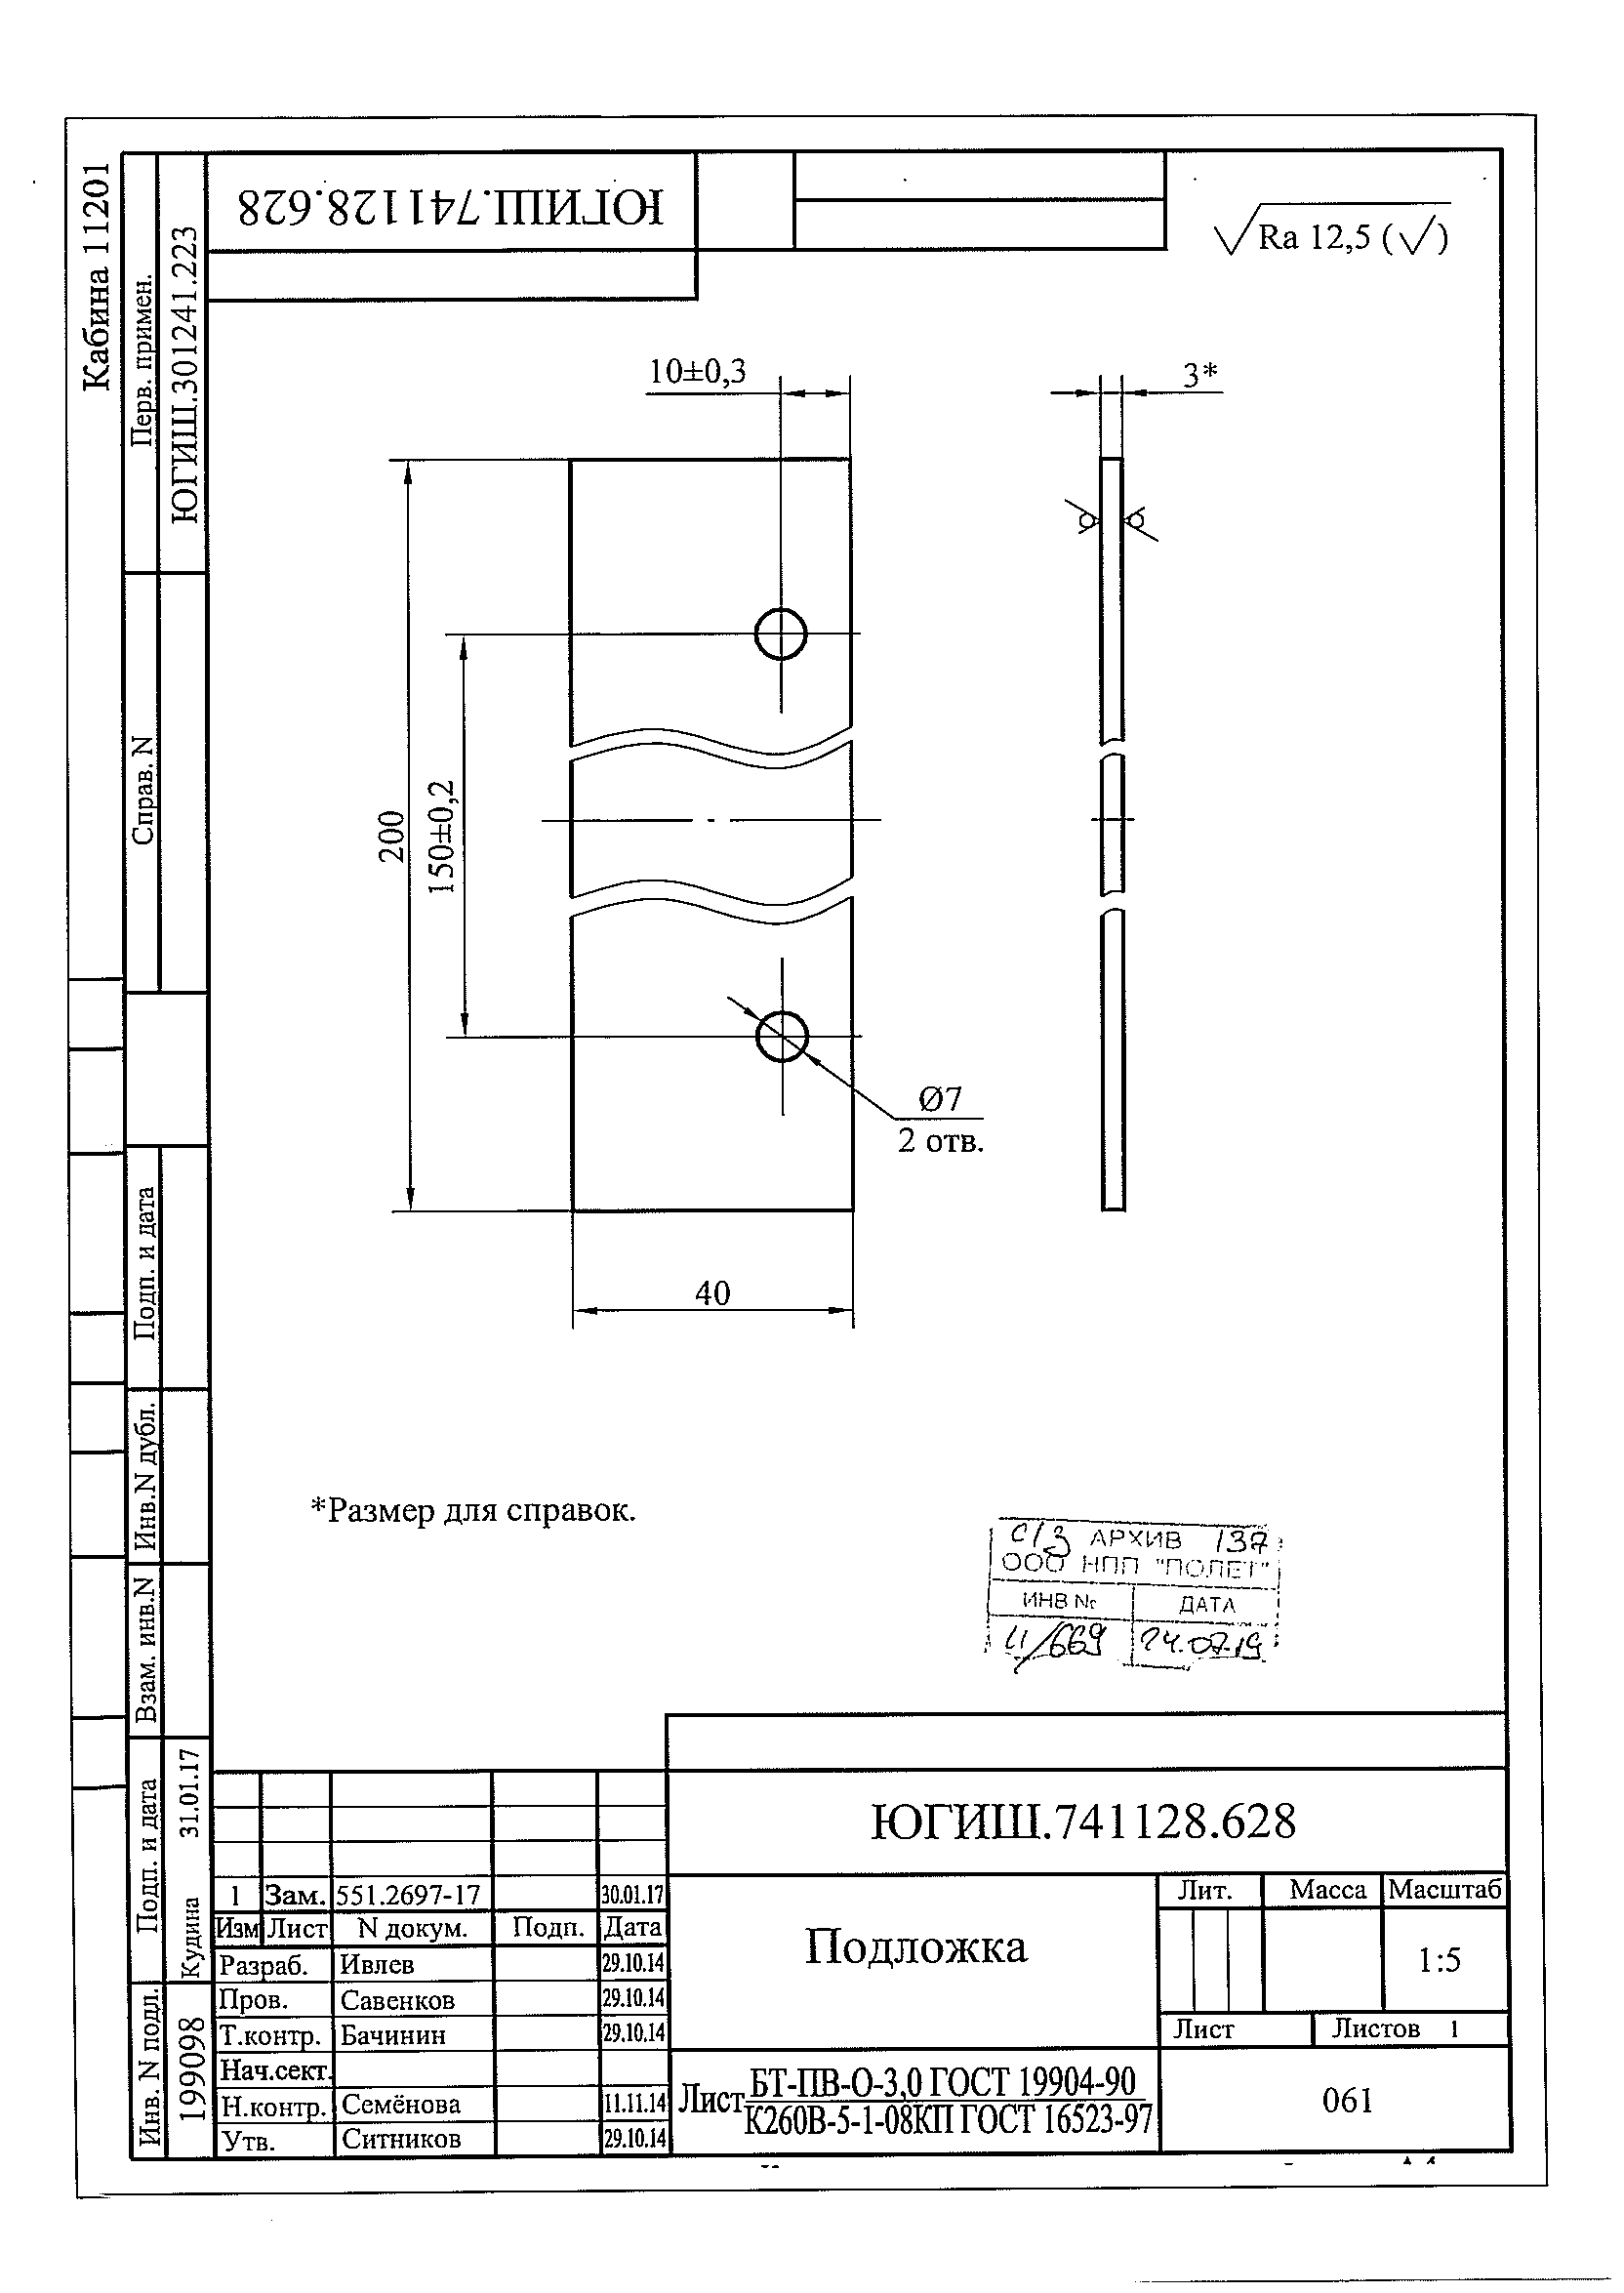 Кабина 11201
Перв. примен.
ЮГИШ.301241.223
ЮГИШ.741128.628
Ra 12,5 (√)
10±0,3
3*
200
150±0,2
Ø7
2 отв.
40
Справ. N
Подп. и дата
Инв.N дубл.
Взам. инв.N
Подп. и дата
Кудина 31.01.17
Инв. N подл.
199098
*Размер для справок.
С/З АРХИВ 137
ООО НПП "ПОЛЕТ"
ИНВ № ДАТА
И/669 24.07.19
ЮГИШ.741128.628
1 Зам. 551.2697-17 30.01.17
Изм Лист N докум. Подп. Дата
Разраб. Ивлев 29.10.14
Пров. Савенков 29.10.14
Т.контр. Бачинин 29.10.14
Нач.сект.
Н.контр. Семёнова 11.11.14
Утв. Ситников 29.10.14
Подложка
Лит. Масса Масштаб
1:5
Лист Листов 1
Лист БТ-ПВ-О-3,0 ГОСТ 19904-90
К260В-5-1-08КП ГОСТ 16523-97
061